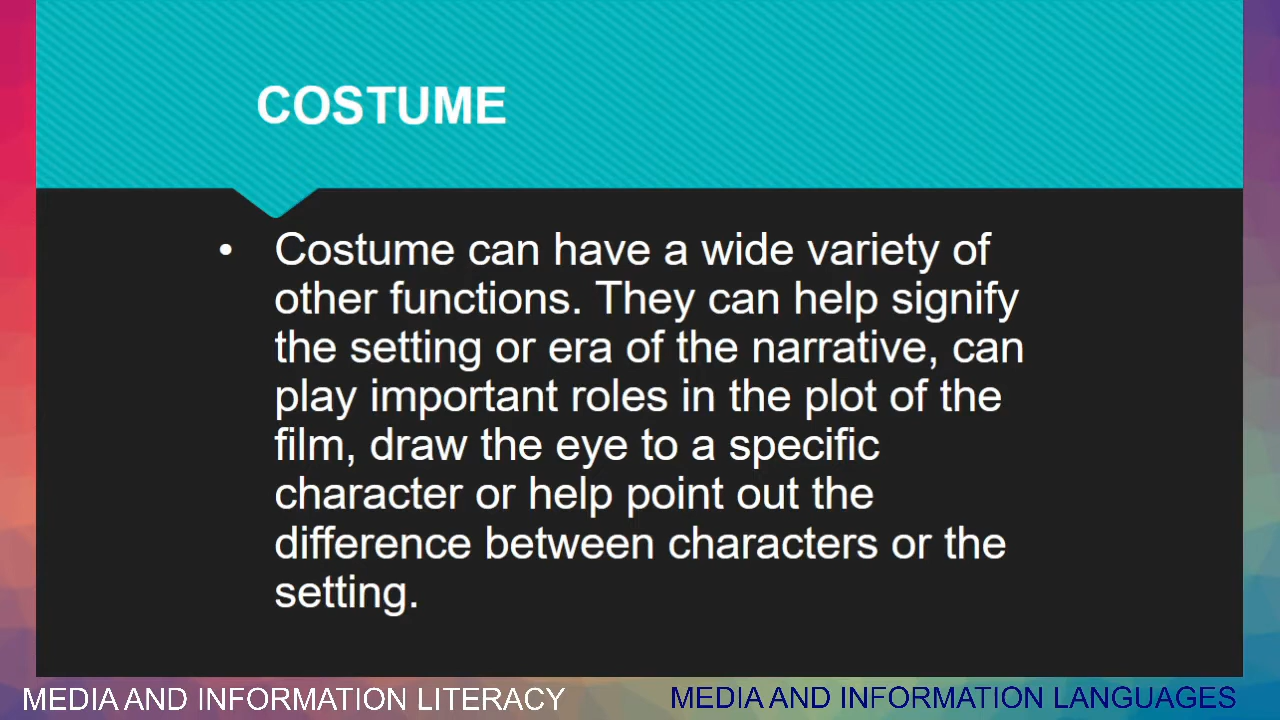 COSTUME
• Costume can have a wide variety of
other functions. They can help signify
the setting or era of the narrative, can
play important roles in the plot of the
film, draw the eye to a specific
character or help point out the
difference between characters or the
setting.
MEDIA AND INFORMATION LITERACY
MEDIA AND INFORMATION LANGUAGES